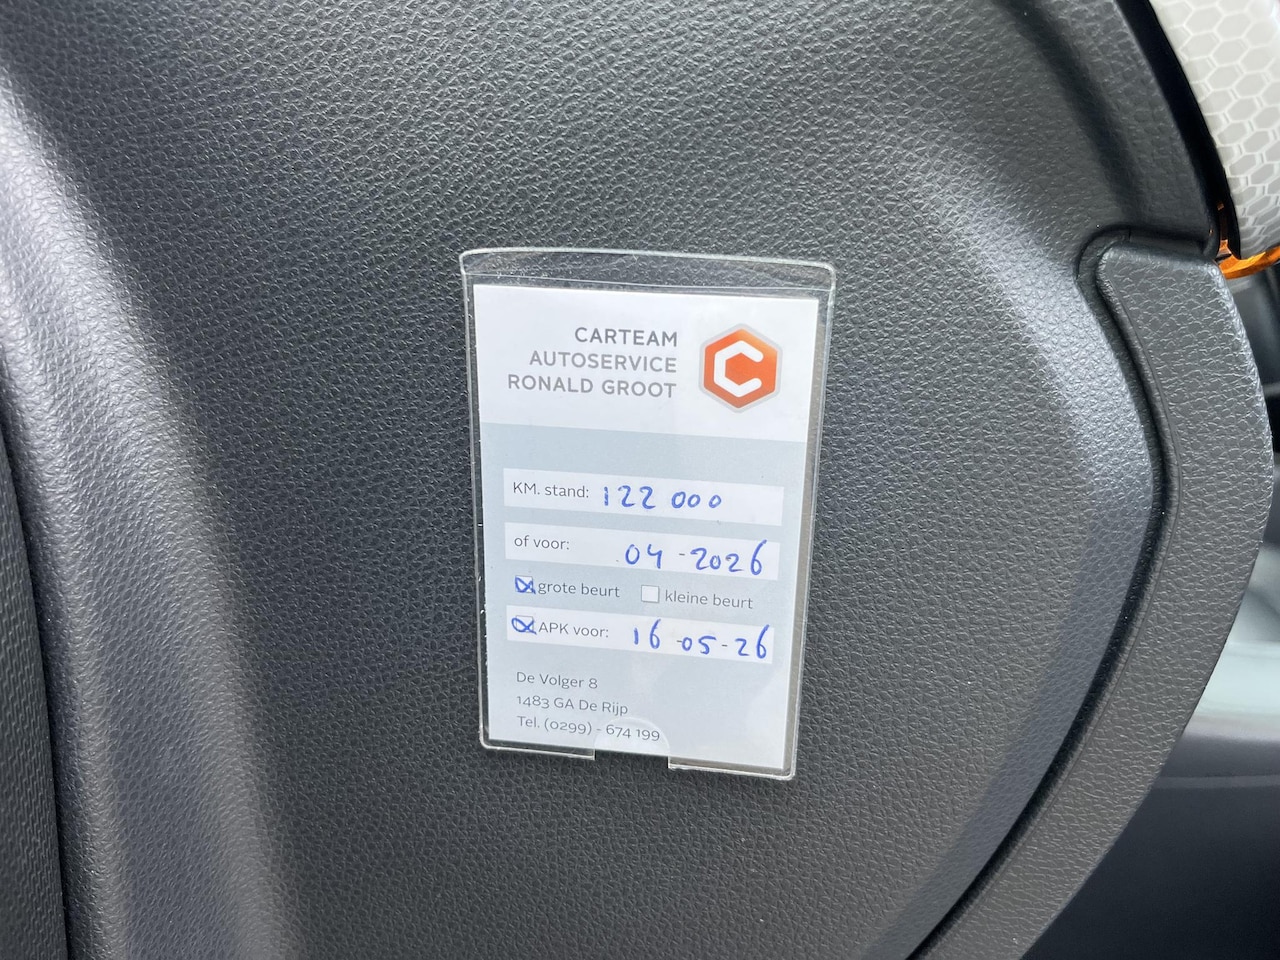 CARTEAM
AUTOSERVICE
RONALD GROOT
KM. stand: 122 000
of voor: 04 - 2026
grote beurt kleine beurt
APK voor: 16-05-26
De Volger 8
1483 GA De Rijp
Tel. (0299) - 674 199